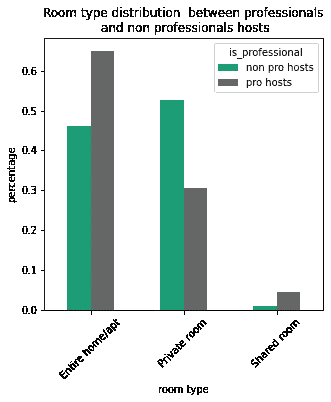 Room type distribution  between professionals
and non professionals hosts
is_professional
non pro hosts
pro hosts
percentage
0.6
0.5
0.4
0.3
0.2
0.1
0.0
Entire home/apt
Private room
Shared room
room type